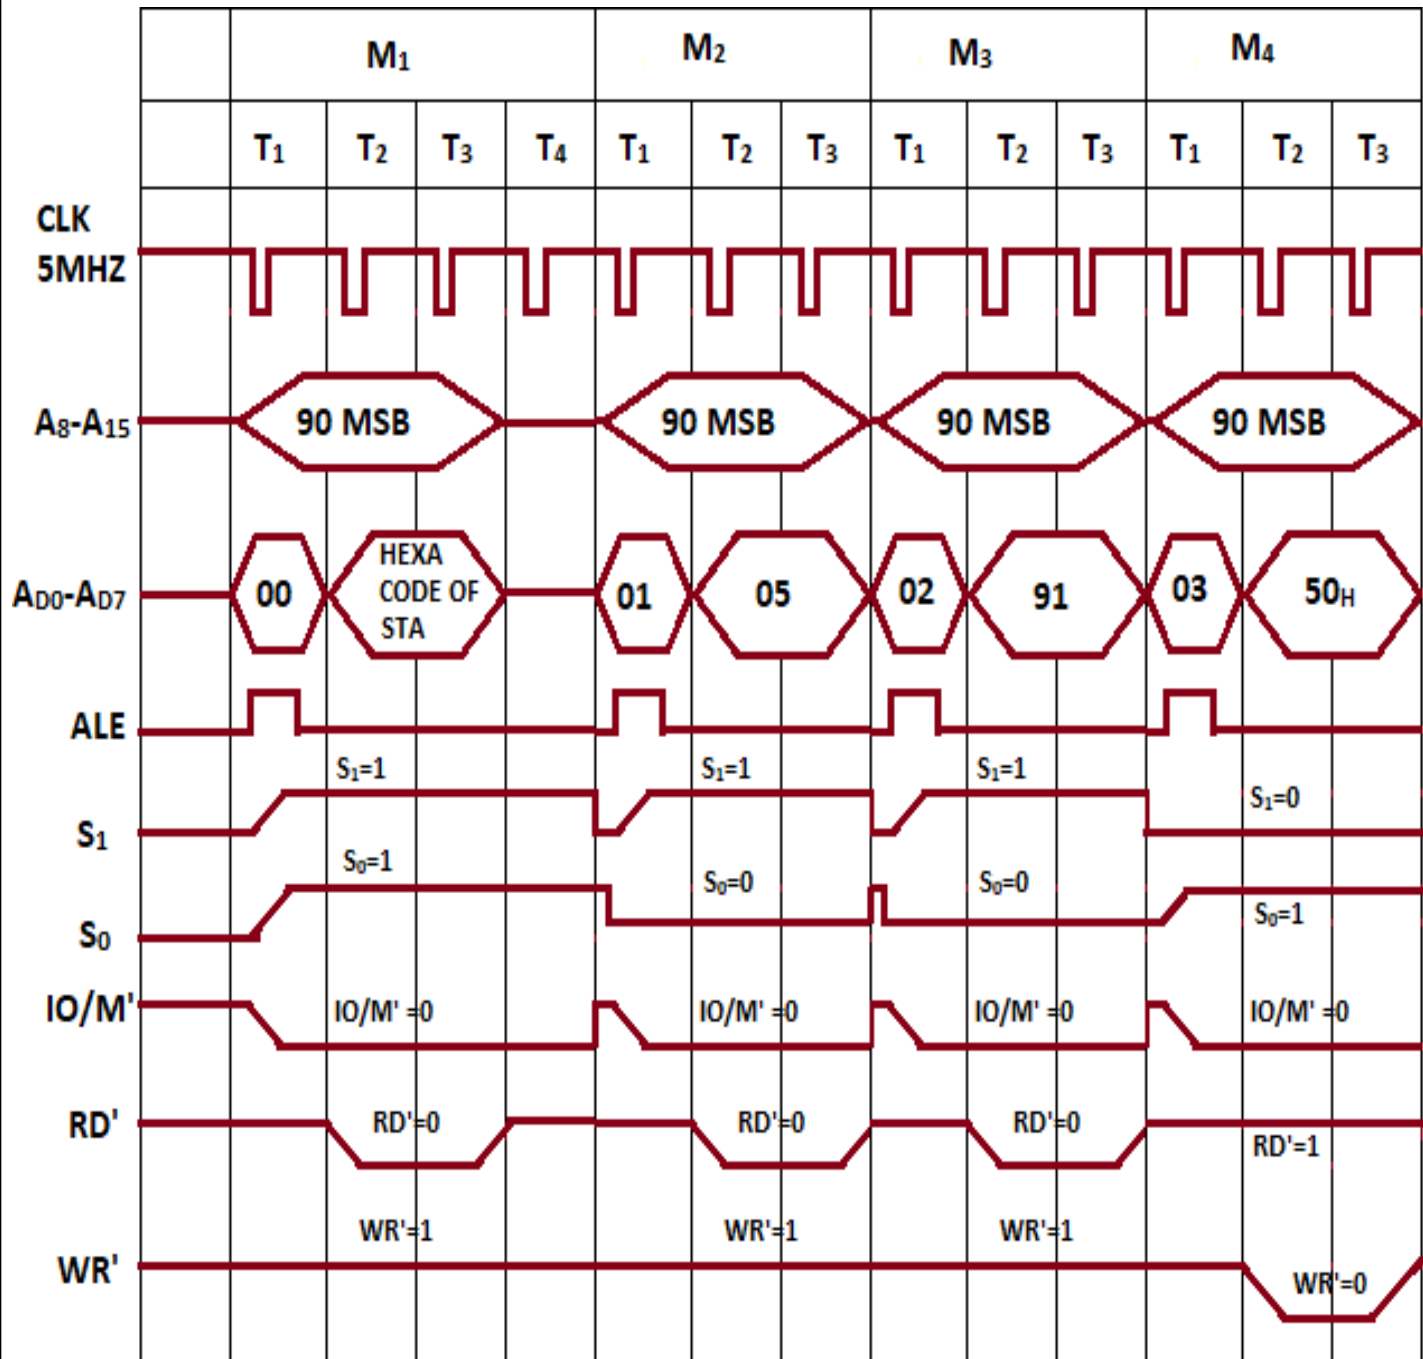 M₁ M₂ M₃ M₄
T₁ T₂ T₃ T₄ T₁ T₂ T₃ T₁ T₂ T₃ T₁ T₂ T₃
CLK
5MHZ
A₈-A₁₅ 90 MSB 90 MSB 90 MSB 90 MSB
HEXA
CODE OF
STA
A_D0-A_D7 00 01 05 02 91 03 50_H
ALE
S₁=1 S₁=1 S₁=1 S₁=0
S₁
S₀=1 S₀=0 S₀=0 S₀=1
S₀
IO/M' IO/M' =0 IO/M' =0 IO/M' =0 IO/M' =0
RD' RD'=0 RD'=0 RD'=0 RD'=1
WR'=1 WR'=1 WR'=1
WR' WR'=0